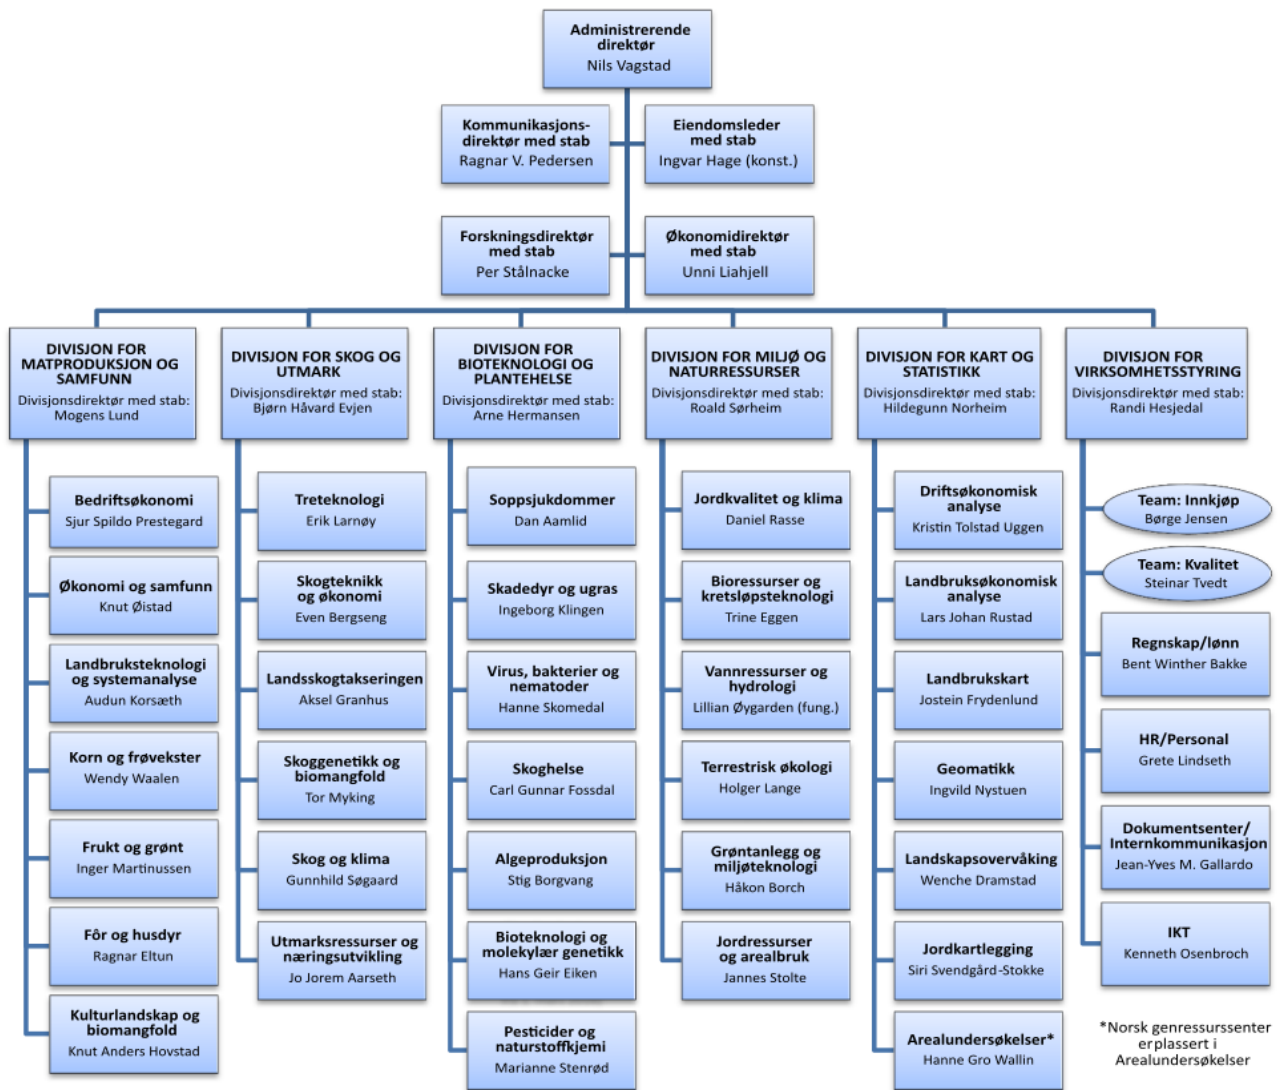 Administrerende
direktør
Nils Vagstad
Kommunikasjons-
direktør med stab
Ragnar V. Pedersen
Eiendomsleder
med stab
Ingvar Hage (konst.)
Forskningsdirektør
med stab
Per Stålnacke
Økonomidirektør
med stab
Unni Liahjell
DIVISJON FOR
MATPRODUKSJON OG
SAMFUNN
Divisjonsdirektør med stab:
Mogens Lund
Bedriftsøkonomi
Sjur Spildo Prestegard
Økonomi og samfunn
Knut Øistad
Landbruksteknologi
og systemanalyse
Audun Korsæth
Korn og frøvekster
Wendy Waalen
Frukt og grønt
Inger Martinussen
Fôr og husdyr
Ragnar Eltun
Kulturlandskap og
biomangfold
Knut Anders Hovstad
DIVISJON FOR SKOG OG
UTMARK
Divisjonsdirektør med stab:
Bjørn Håvard Evjen
Treteknologi
Erik Larnøy
Skogteknikk
og økonomi
Even Bergseng
Landsskogtakseringen
Aksel Granhus
Skoggenetikk og
biomangfold
Tor Myking
Skog og klima
Gunnhild Søgaard
Utmarksressurser og
næringsutvikling
Jo Jorem Aarseth
DIVISJON FOR
BIOTEKNOLOGI OG
PLANTEHELSE
Divisjonsdirektør med stab:
Arne Hermansen
Soppsjukdommer
Dan Aamlid
Skadedyr og ugras
Ingeborg Klingen
Virus, bakterier og
nematoder
Hanne Skomedal
Skoghelse
Carl Gunnar Fossdal
Algeproduksjon
Stig Borgvang
Bioteknologi og
molekylær genetikk
Hans Geir Eiken
Pesticider og
naturstoffkjemi
Marianne Stenrød
DIVISJON FOR MILJØ OG
NATURRESSURSER
Divisjonsdirektør med stab:
Roald Sørheim
Jordkvalitet og klima
Daniel Rasse
Bioressurser og
kretsløpsteknologi
Trine Eggen
Vannressurser og
hydrologi
Lillian Øygarden (fung.)
Terrestrisk økologi
Holger Lange
Grøntanlegg og
miljøteknologi
Håkon Borch
Jordressurser
og arealbruk
Jannes Stolte
DIVISJON FOR KART OG
STATISTIKK
Divisjonsdirektør med stab:
Hildegunn Norheim
Driftsøkonomisk
analyse
Kristin Tolstad Uggen
Landbruksøkonomisk
analyse
Lars Johan Rustad
Landbrukskart
Jostein Frydenlund
Geomatikk
Ingvild Nystuen
Landskapsovervåking
Wenche Dramstad
Jordkartlegging
Siri Svendgård-Stokke
Arealundersøkelser*
Hanne Gro Wallin
DIVISJON FOR
VIRKSOMHETSSTYRING
Divisjonsdirektør med stab:
Randi Hesjedal
Team: Innkjøp
Børge Jensen
Team: Kvalitet
Steinar Tvedt
Regnskap/lønn
Bent Winther Bakke
HR/Personal
Grete Lindseth
Dokumentsenter/
Internkommunikasjon
Jean-Yves M. Gallardo
IKT
Kenneth Osenbroch
*Norsk genressurssenter
erplassert i
Arealundersøkelser